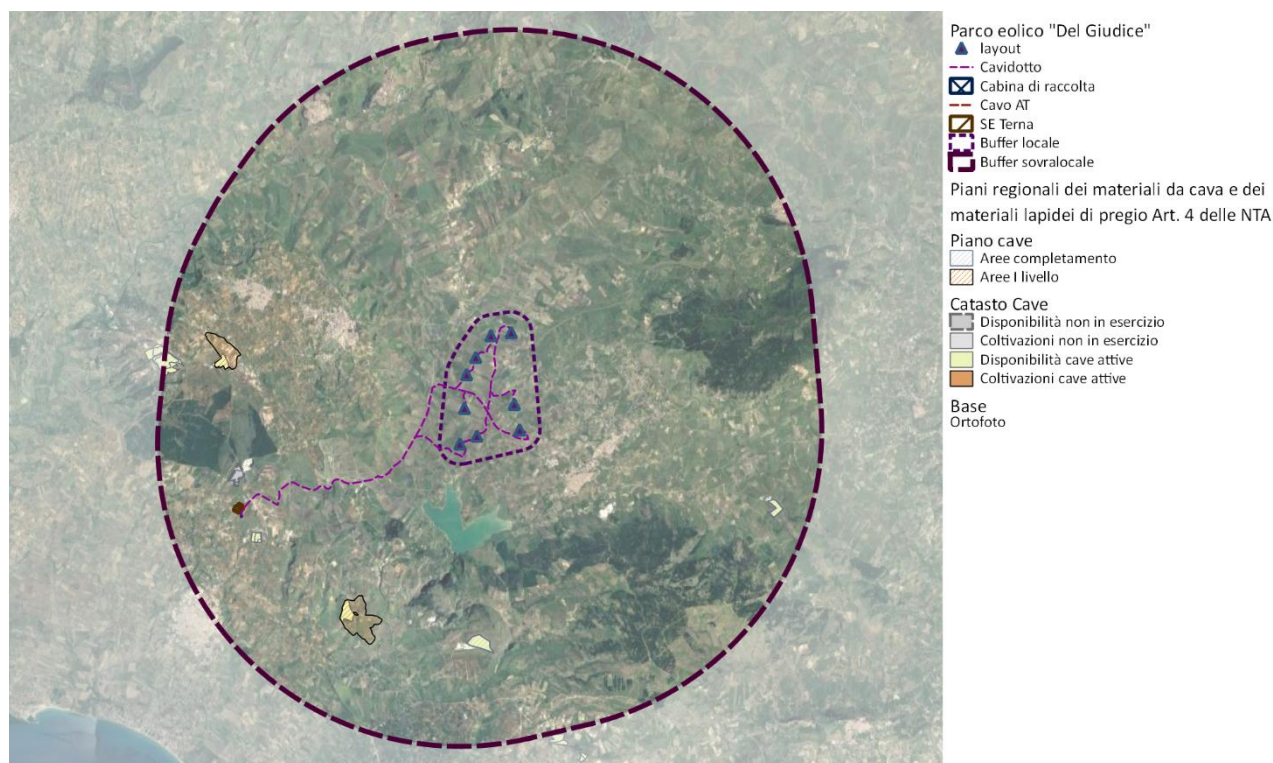 Parco eolico "Del Giudice"
layout
Cavidotto
Cabina di raccolta
Cavo AT
SE Terna
Buffer locale
Buffer sovralocale
Piani regionali dei materiali da cava e dei
materiali lapidei di pregio Art. 4 delle NTA
Piano cave
Aree completamento
Aree I livello
Catasto Cave
Disponibilità non in esercizio
Coltivazioni non in esercizio
Disponibilità cave attive
Coltivazioni cave attive
Base
Ortofoto